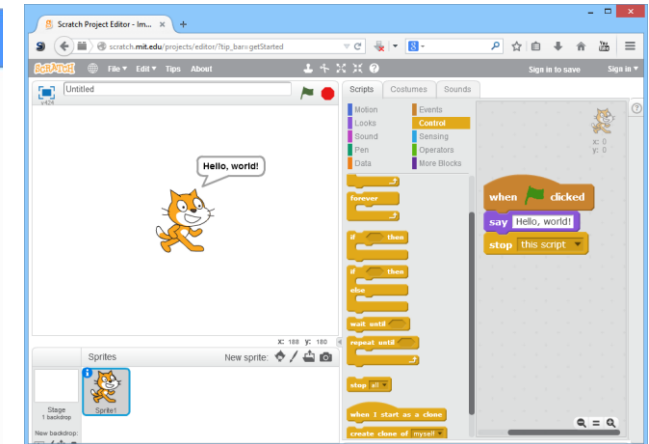 Scratch Project Editor - Im...
scratch.mit.edu/projects/editor/?tip_bar=getStarted
SCRATCH File Edit Tips About Sign in to save Sign in
Untitled
v424
Scripts Costumes Sounds
Motion Events
Looks Control
Sound Sensing
Pen Operators
Data More Blocks
x: 0
y: 0
Hello, world!
forever
if then
if then
else
wait until
repeat until
stop all
when I start as a clone
create clone of myself
when clicked
say Hello, world!
stop this script
X: 188 Y: 180
Sprites New sprite:
Stage
1 backdrop
Sprite1
New backdrop: